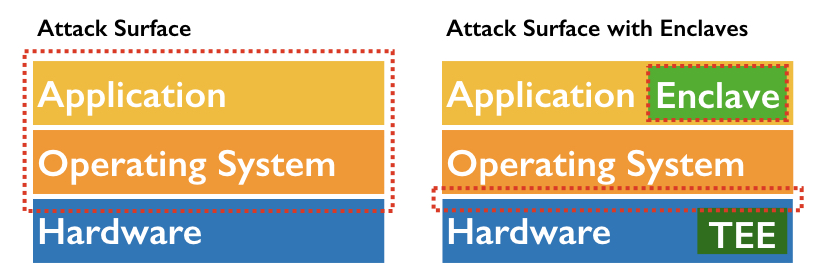 Attack Surface
Application
Operating System
Hardware
Attack Surface with Enclaves
Application
Enclave
Operating System
Hardware
TEE